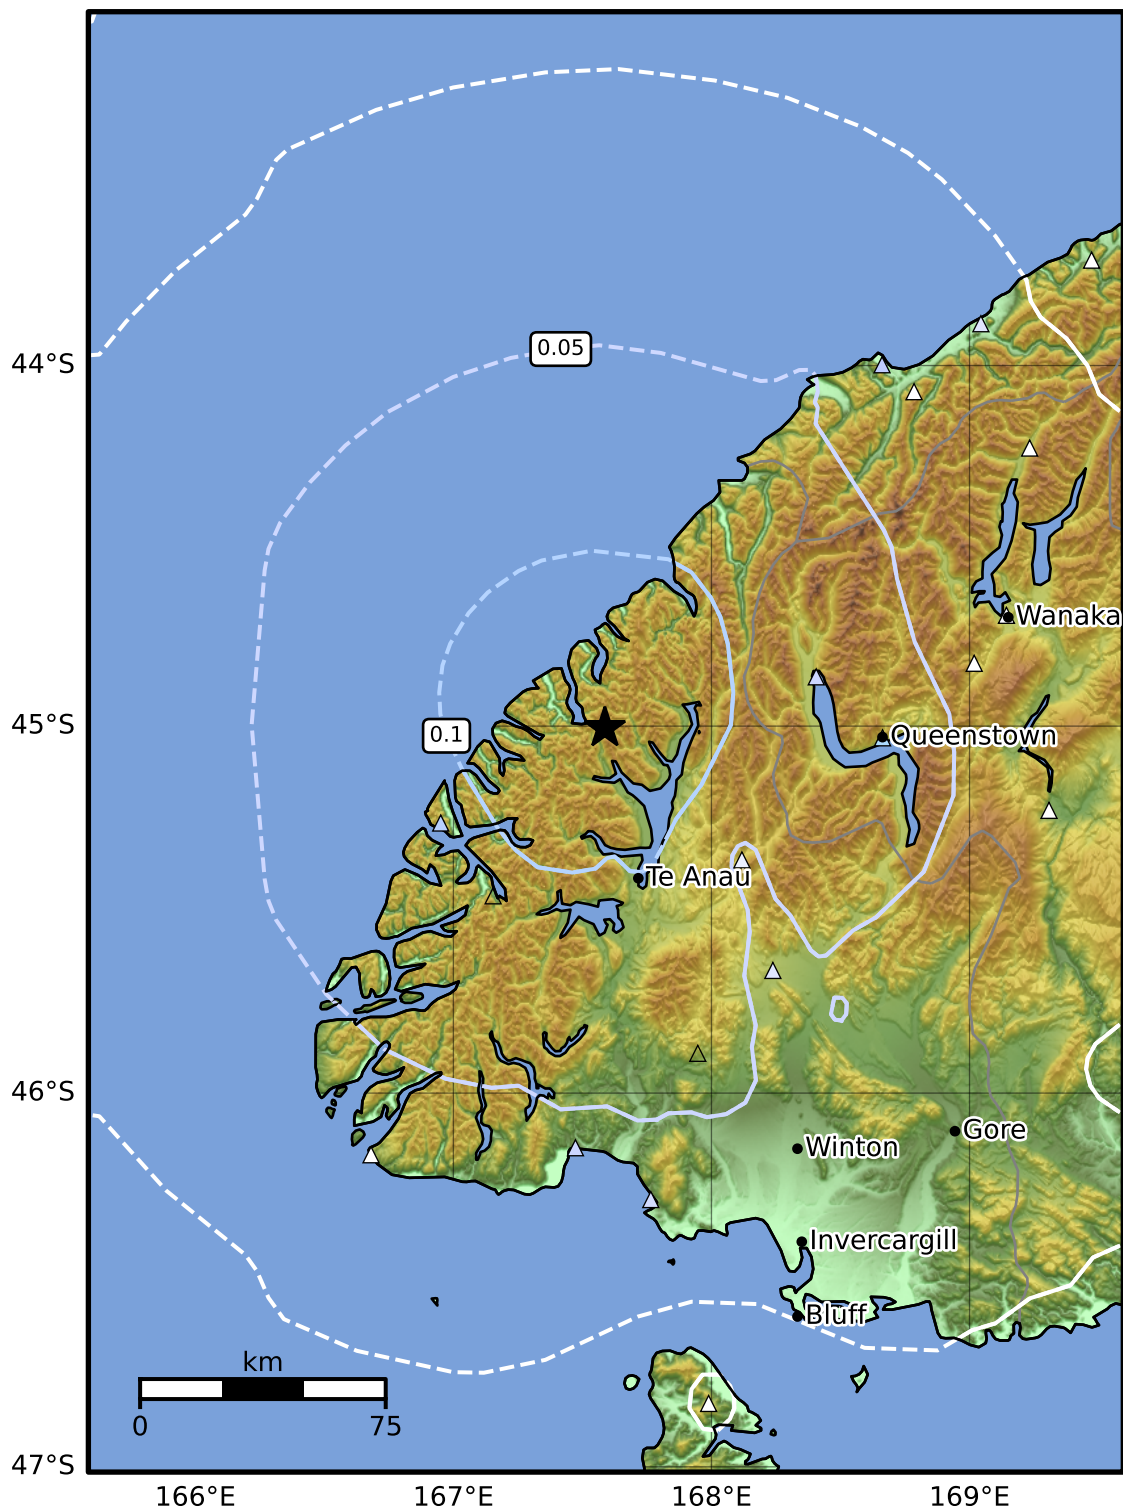 0.05
44°S
Wanaka
45°S
0.1
Queenstown
Te Anau
46°S
Gore
Winton
Invercargill
Bluff
km
0
75
47°S
166°E
167°E
168°E
169°E